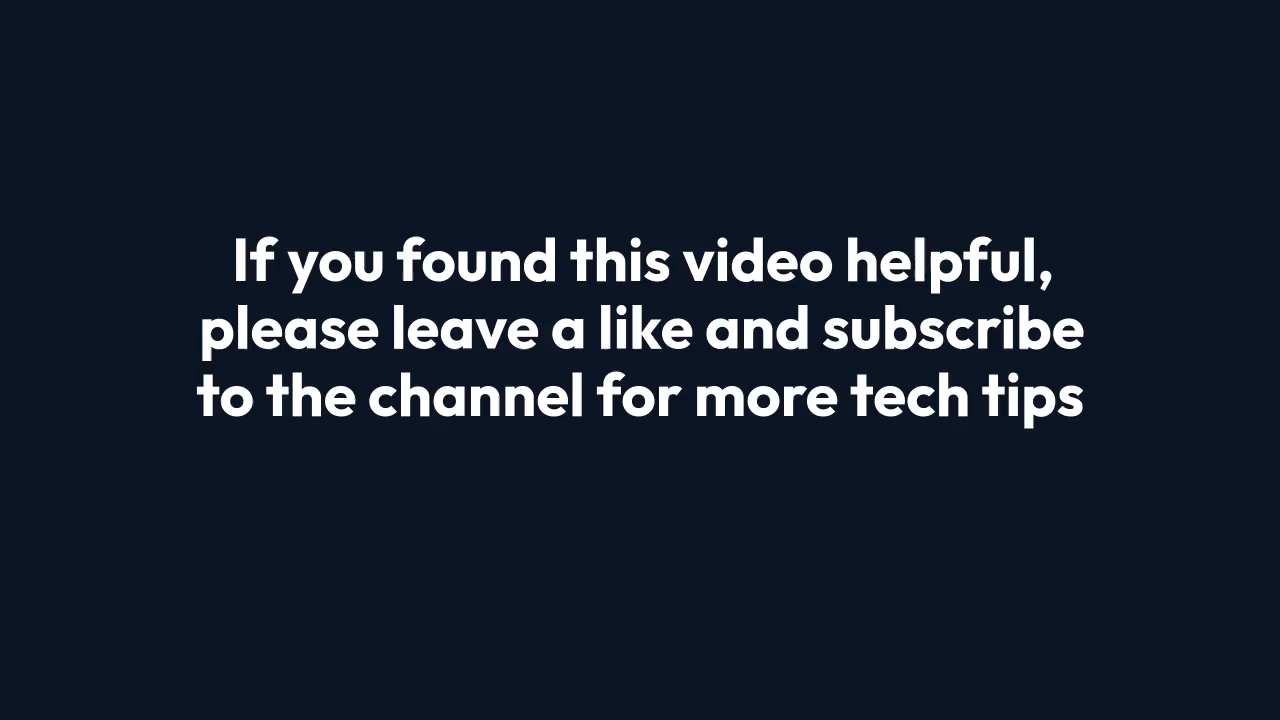 If you found this video helpful,
please leave a like and subscribe
to the channel for more tech tips